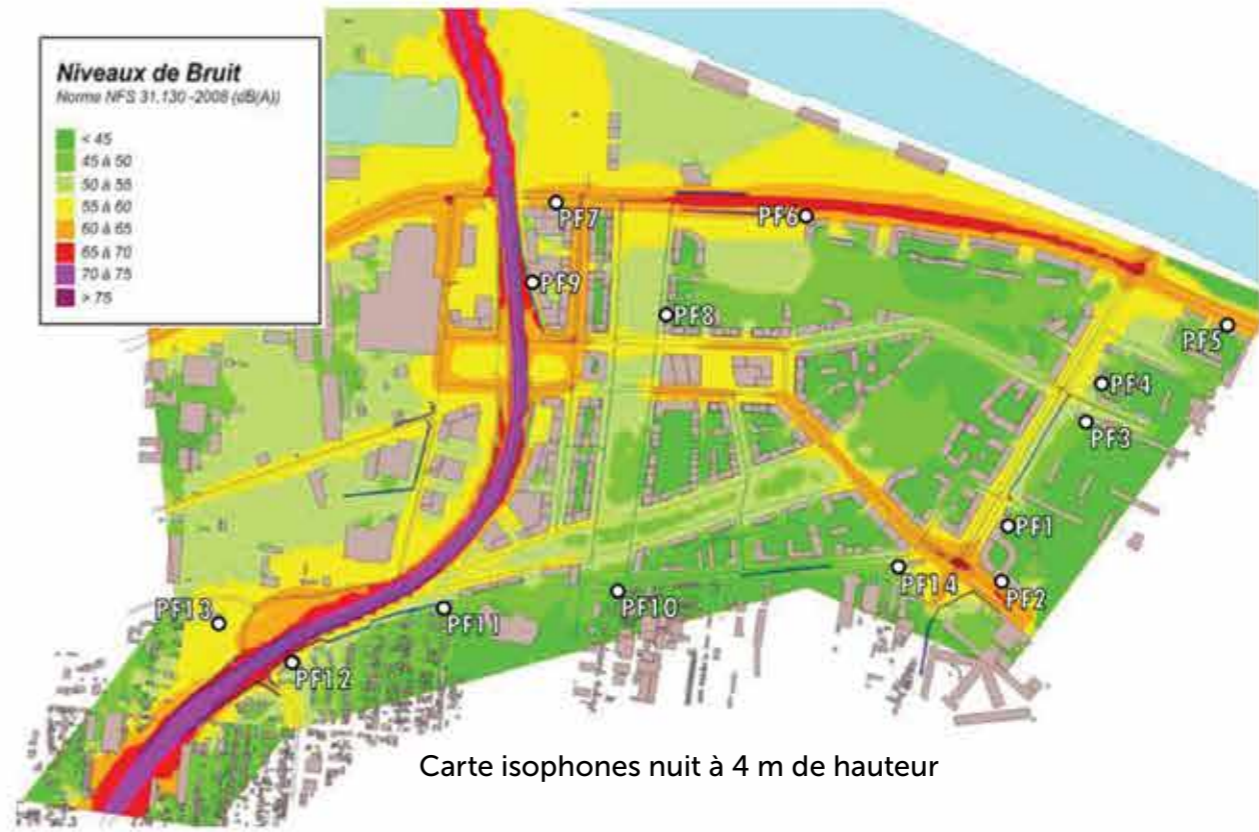 Niveaux de Bruit
Norme NFS 31.130 -2008 (dB(A))
< 45
45 à 50
50 à 55
55 à 60
60 à 65
65 à 70
70 à 75
> 75
PF7
PF6
PF9
PF8
PF5
PF4
PF3
PF1
PF14
PF2
PF10
PF11
PF13
PF12
Carte isophones nuit à 4 m de hauteur